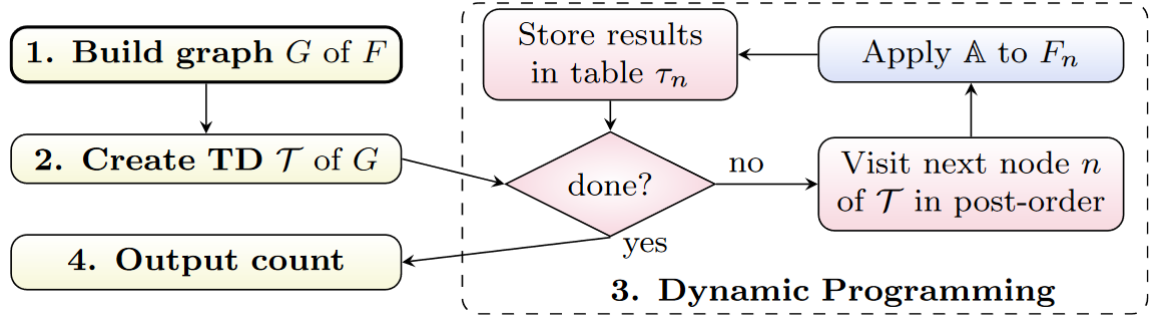 1. Build graph G of F
2. Create TD 𝒯 of G
4. Output count
Store results
in table τₙ
done?
no
yes
Apply 𝔸 to Fₙ
Visit next node n
of 𝒯 in post-order
3. Dynamic Programming